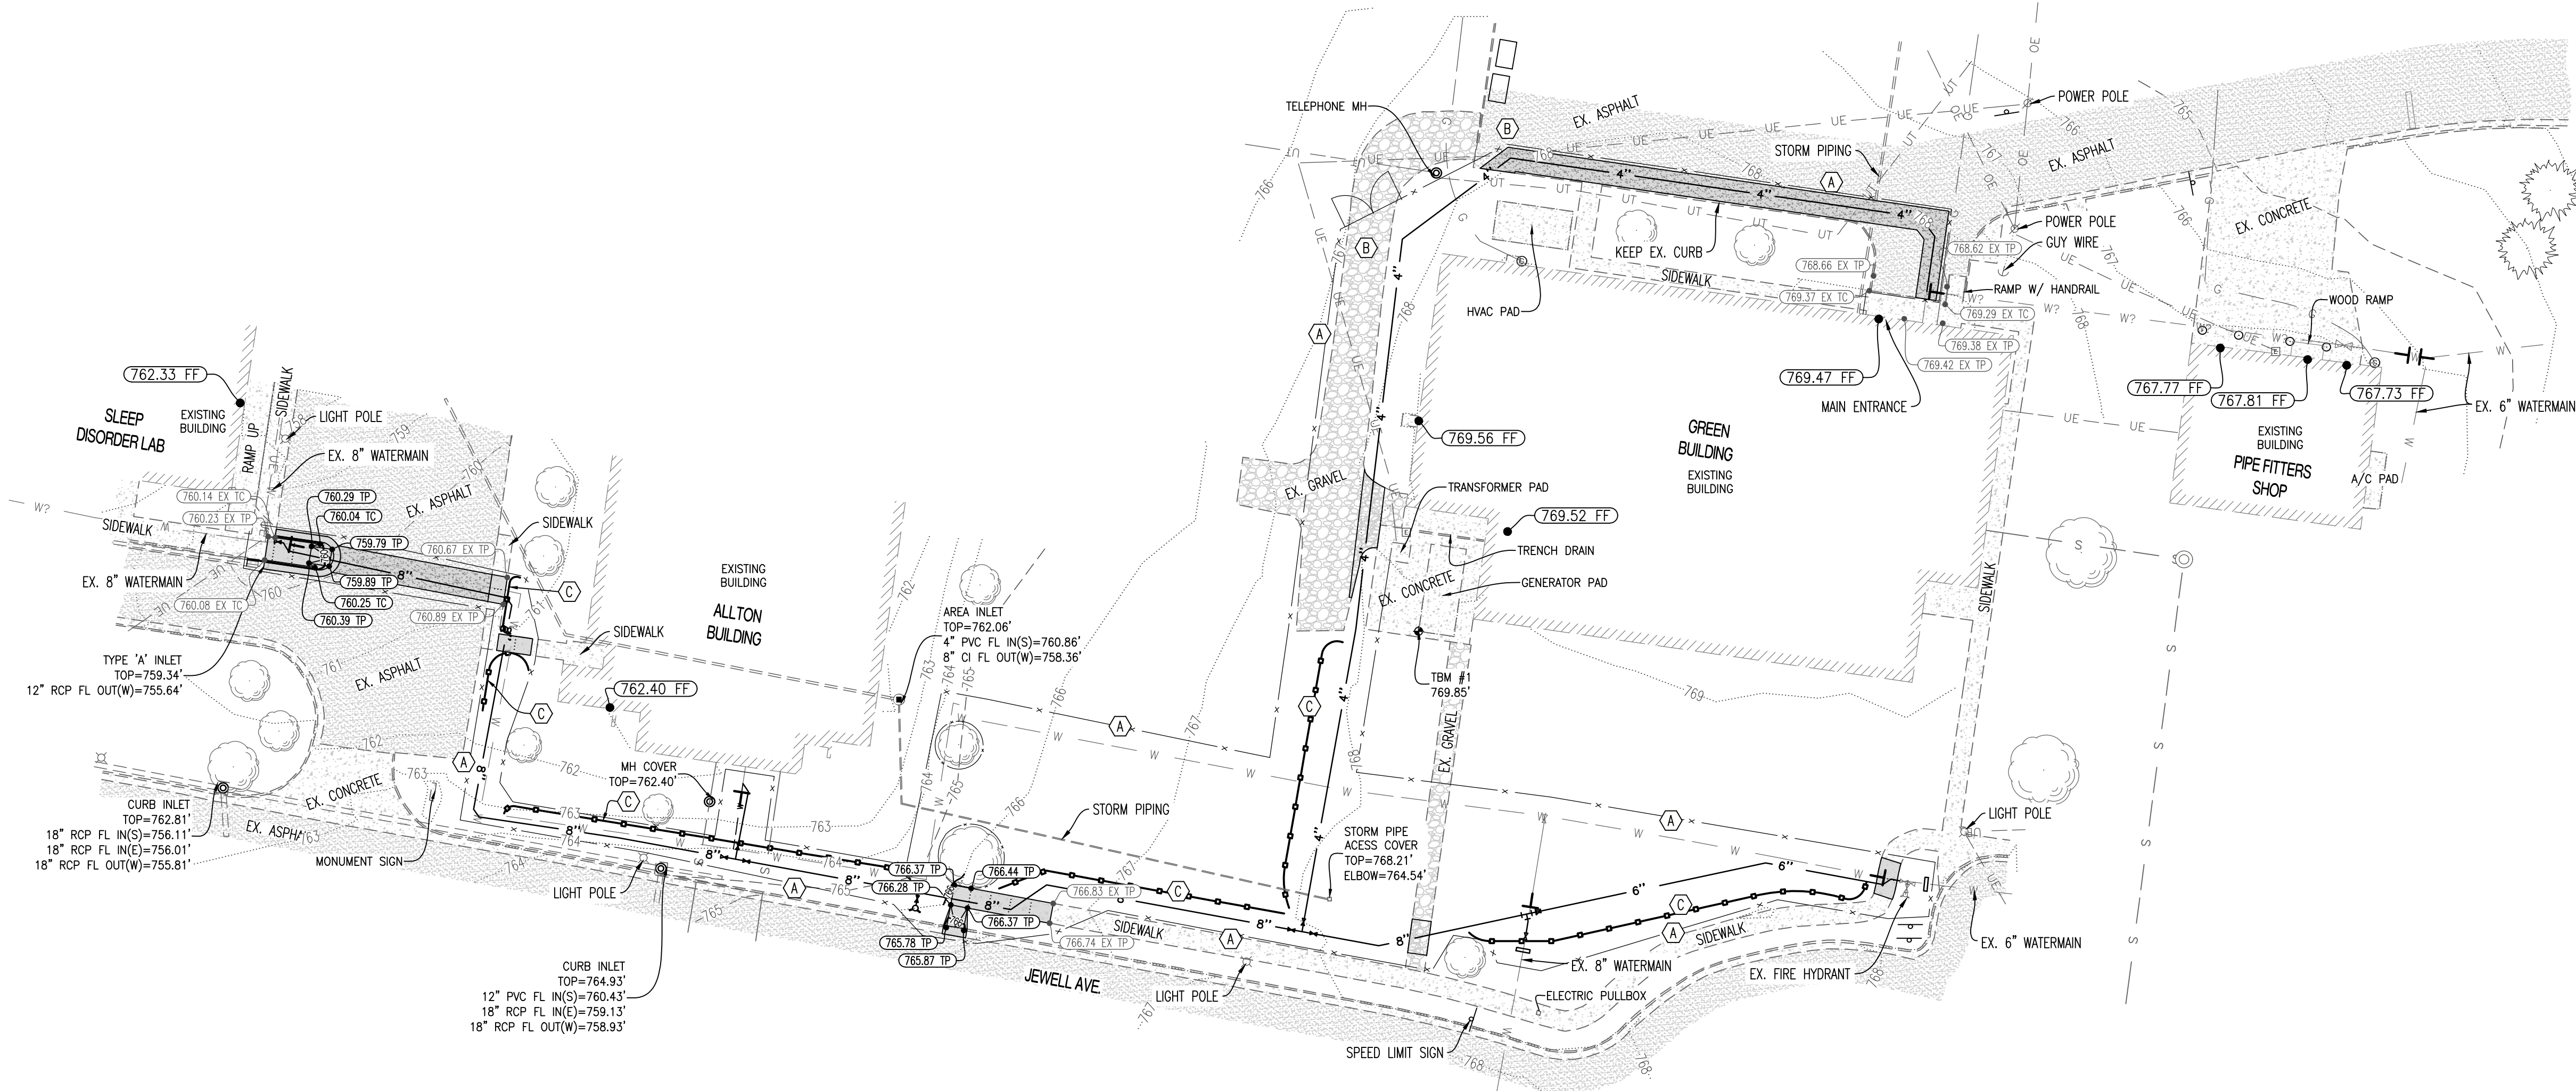 TELEPHONE MH
EX. ASPHALT
POWER POLE
STORM PIPING
EX. ASPHALT
POWER POLE
GUY WIRE
EX. CONCRETE
KEEP EX. CURB
SIDEWALK
HVAC PAD
768.66 EX TP
768.62 EX TP
769.37 EX TC
RAMP W/ HANDRAIL
769.29 EX TC
769.38 EX TP
769.42 EX TP
769.47 FF
MAIN ENTRANCE
WOOD RAMP
767.77 FF
767.81 FF
767.73 FF
EX. 6" WATERMAIN
EXISTING
BUILDING
PIPE FITTERS
SHOP
A/C PAD
762.33 FF
SLEEP
DISORDER LAB
EXISTING
BUILDING
RAMP UP
SIDEWALK
LIGHT POLE
EX. 8" WATERMAIN
760.14 EX TC
760.23 EX TP
760.29 TP
760.04 TC
759.79 TP
EX. ASPHALT
SIDEWALK
SIDEWALK
760.67 EX TP
EX. 8" WATERMAIN
759.89 TP
760.08 EX TC
760.25 TC
760.39 TP
760.89 EX TP
SIDEWALK
EXISTING
BUILDING
ALLTON
BUILDING
762.40 FF
EX. ASPHALT
TYPE 'A' INLET
TOP=759.34'
12" RCP FL OUT(W)=755.64'
AREA INLET
TOP=762.06'
4" PVC FL IN(S)=760.86'
8" CI FL OUT(W)=758.36'
769.56 FF
GREEN
BUILDING
EXISTING
BUILDING
EX. GRAVEL
TRANSFORMER PAD
769.52 FF
TRENCH DRAIN
GENERATOR PAD
EX. CONCRETE
SIDEWALK
TBM #1
769.85'
EX. GRAVEL
MH COVER
TOP=762.40'
EX. CONCRETE
CURB INLET
TOP=762.81'
18" RCP FL IN(S)=756.11'
18" RCP FL IN(E)=756.01'
18" RCP FL OUT(W)=755.81'
EX. ASPHA
MONUMENT SIGN
LIGHT POLE
STORM PIPING
STORM PIPE
ACESS COVER
TOP=768.21'
ELBOW=764.54'
766.37 TP
766.44 TP
766.28 TP
766.83 EX TP
766.37 TP
766.74 EX TP
765.78 TP
765.87 TP
SIDEWALK
CURB INLET
TOP=764.93'
12" PVC FL IN(S)=760.43'
18" RCP FL IN(E)=759.13'
18" RCP FL OUT(W)=758.93'
JEWELL AVE.
LIGHT POLE
EX. 8" WATERMAIN
SIDEWALK
ELECTRIC PULLBOX
SPEED LIMIT SIGN
EX. FIRE HYDRANT
LIGHT POLE
EX. 6" WATERMAIN